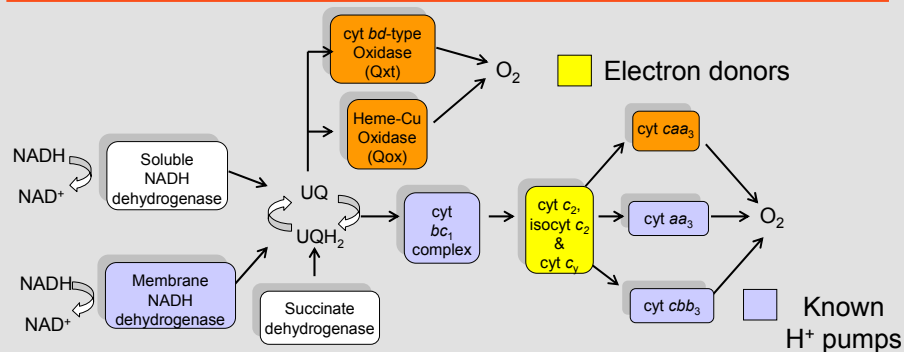 cyt bd-type
Oxidase
(Qxt)
O₂
Electron donors
Heme-Cu
Oxidase
(Qox)
cyt caa₃
NADH
NAD⁺
Soluble
NADH
dehydrogenase
UQ
UQH₂
cyt
bc₁
complex
cyt c₂,
isocyt c₂
&
cyt cᵧ
cyt aa₃
O₂
NADH
NAD⁺
Membrane
NADH
dehydrogenase
Succinate
dehydrogenase
cyt cbb₃
Known
H⁺ pumps